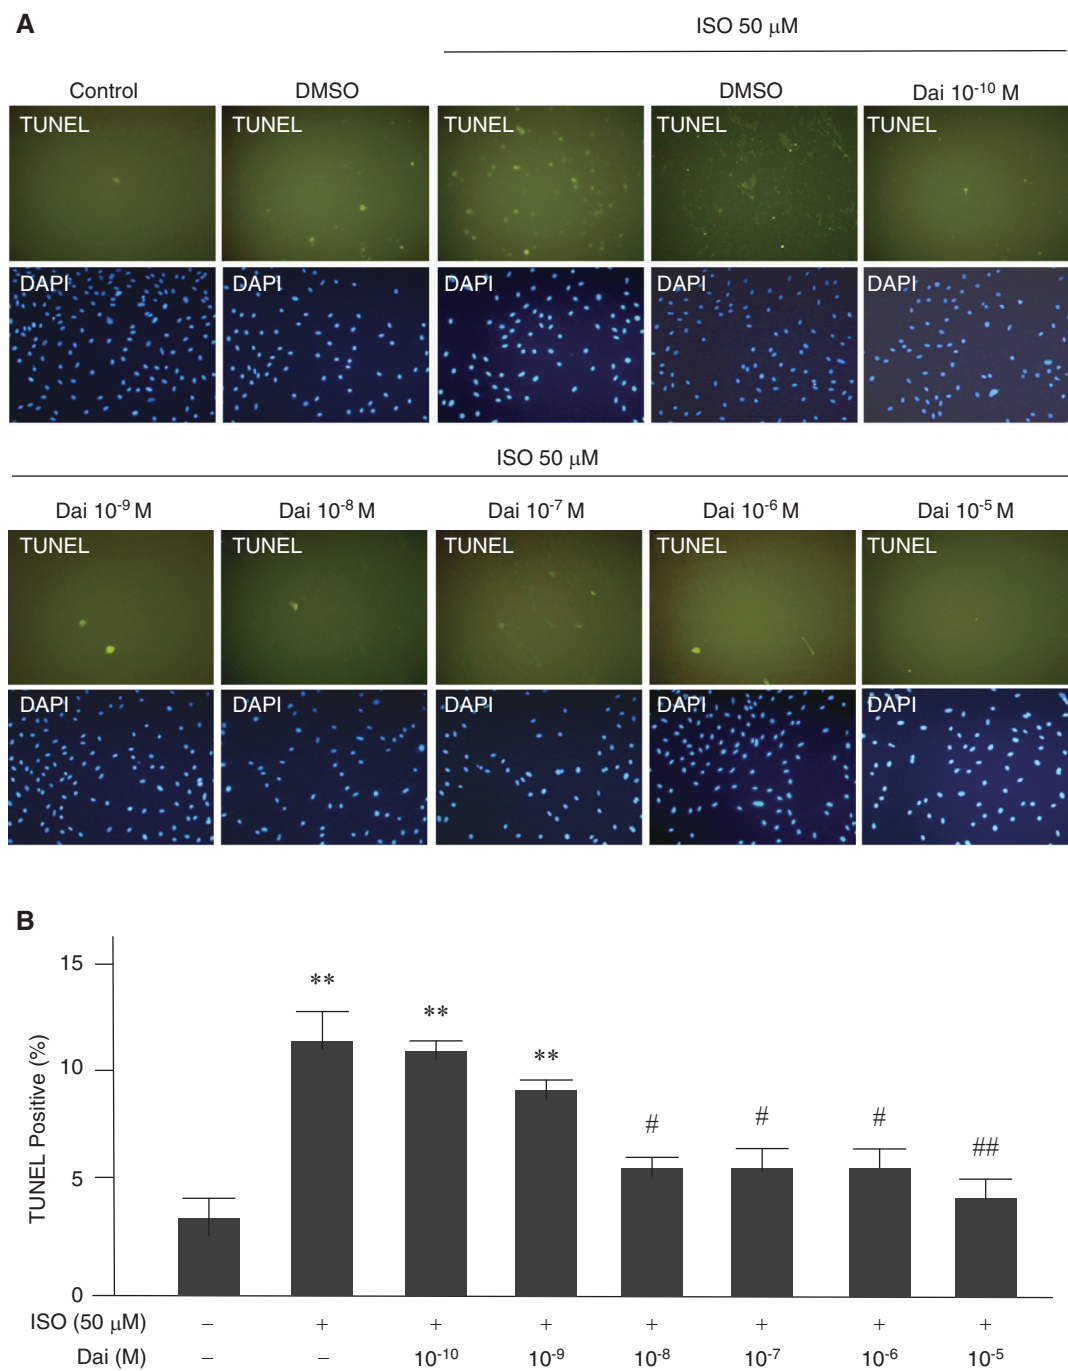 A
ISO 50 μM
Control DMSO DMSO Dai 10⁻¹⁰ M
TUNEL TUNEL TUNEL TUNEL TUNEL
DAPI DAPI DAPI DAPI DAPI
ISO 50 μM
Dai 10⁻⁹ M Dai 10⁻⁸ M Dai 10⁻⁷ M Dai 10⁻⁶ M Dai 10⁻⁵ M
TUNEL TUNEL TUNEL TUNEL TUNEL
DAPI DAPI DAPI DAPI DAPI
B
TUNEL Positive (%)
15
10
5
0
** ** ** # # # ##
ISO (50 μM) – + + + + + + +
Dai (M) – – 10⁻¹⁰ 10⁻⁹ 10⁻⁸ 10⁻⁷ 10⁻⁶ 10⁻⁵